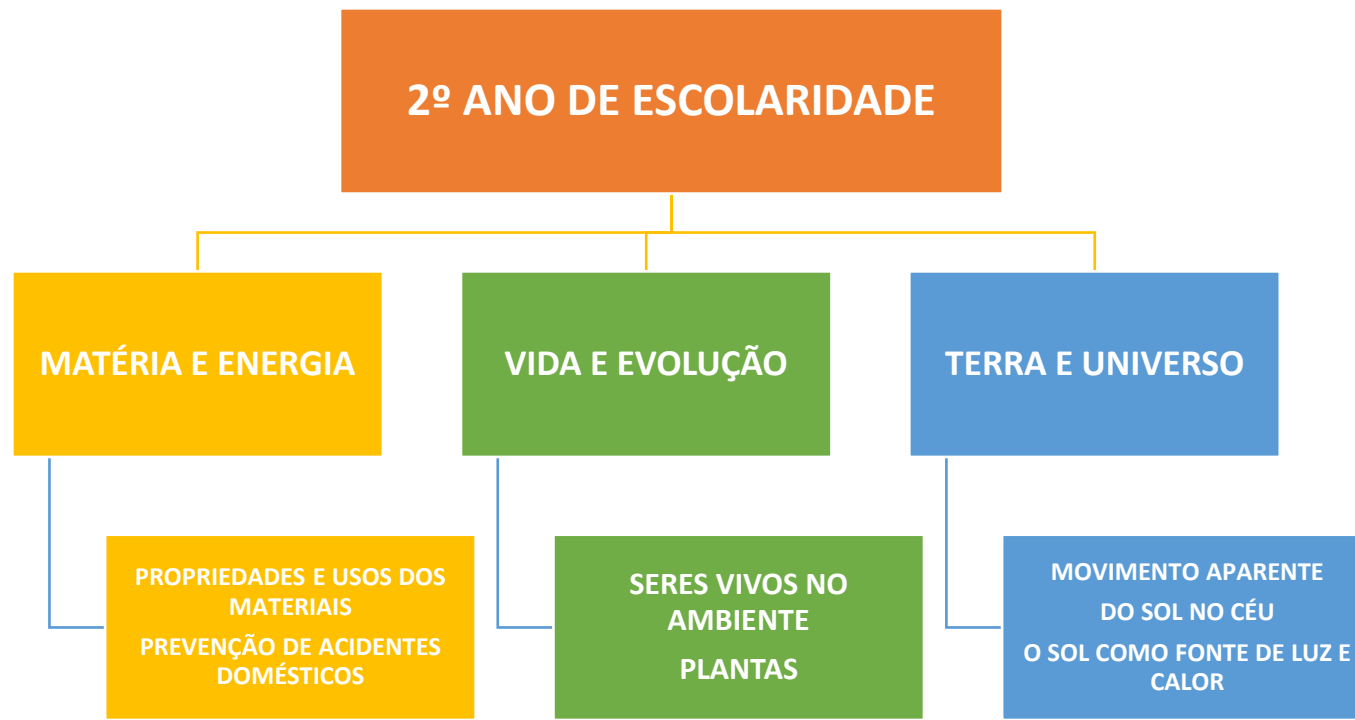 2º ANO DE ESCOLARIDADE
MATÉRIA E ENERGIA
VIDA E EVOLUÇÃO
TERRA E UNIVERSO
PROPRIEDADES E USOS DOS
MATERIAIS
PREVENÇÃO DE ACIDENTES
DOMÉSTICOS
SERES VIVOS NO
AMBIENTE
PLANTAS
MOVIMENTO APARENTE
DO SOL NO CÉU
O SOL COMO FONTE DE LUZ E
CALOR